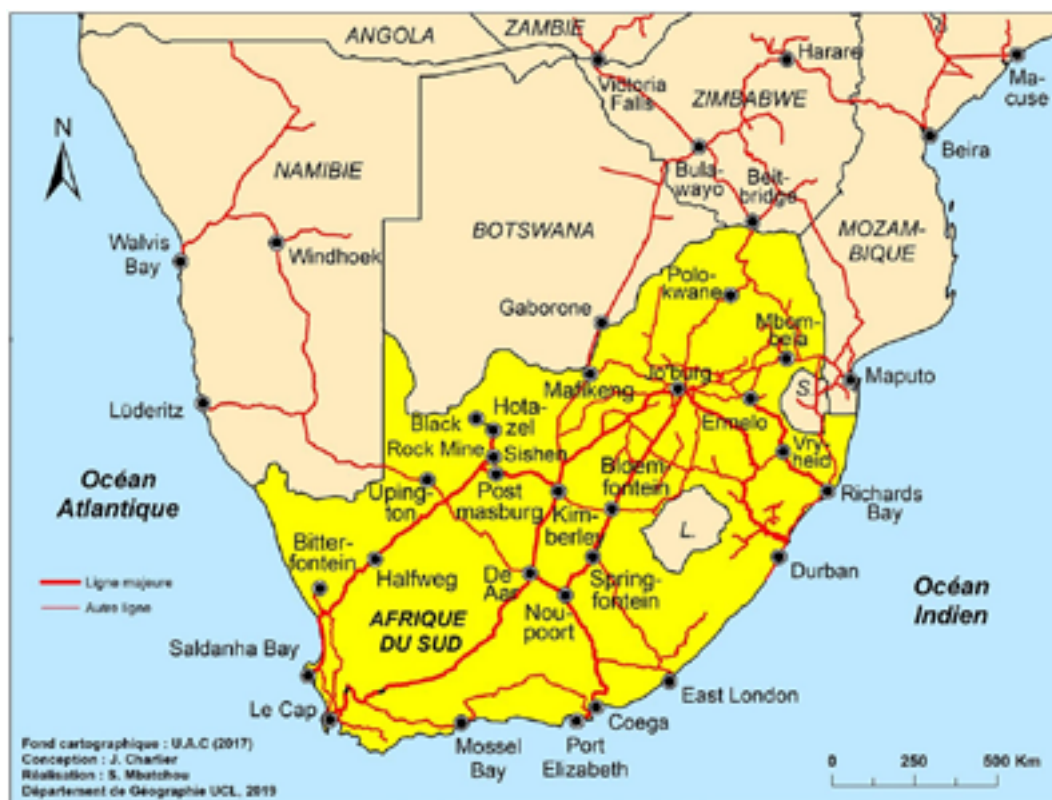 ANGOLA
ZAMBIE
Victoria
Falls
Harare
ZIMBABWE
Ma-
cuse
Beira
N
NAMIBIE
Bula-
wayo
Beit-
bridge
MOZAM-
BIQUE
Walvis
Bay
Windhoek
BOTSWANA
Polo-
kwane
Gaborone
Mbom-
bela
Mafikeng
Jo'burg
S.
Maputo
Lüderitz
Black
Rock Mine
Hota-
zel
Sishen
Ermelo
Vry-
heid
Océan
Atlantique
Uping-
ton
Post
masburg
Bloem-
fontein
Kim-
berley
L.
Richards
Bay
Bitter-
fontein
Halfweg
De
Aar
Spring-
fontein
Durban
Océan
Indien
Ligne majeure
Autre ligne
AFRIQUE
DU SUD
Nou-
poort
Saldanha Bay
Le Cap
East London
Coega
Mossel
Bay
Port
Elizabeth
Fond cartographique : U.A.C (2017)
Conception : J. Charlier
Réalisation : S. Mbatchou
Département de Géographie UCL, 2019
0 250 500 Km